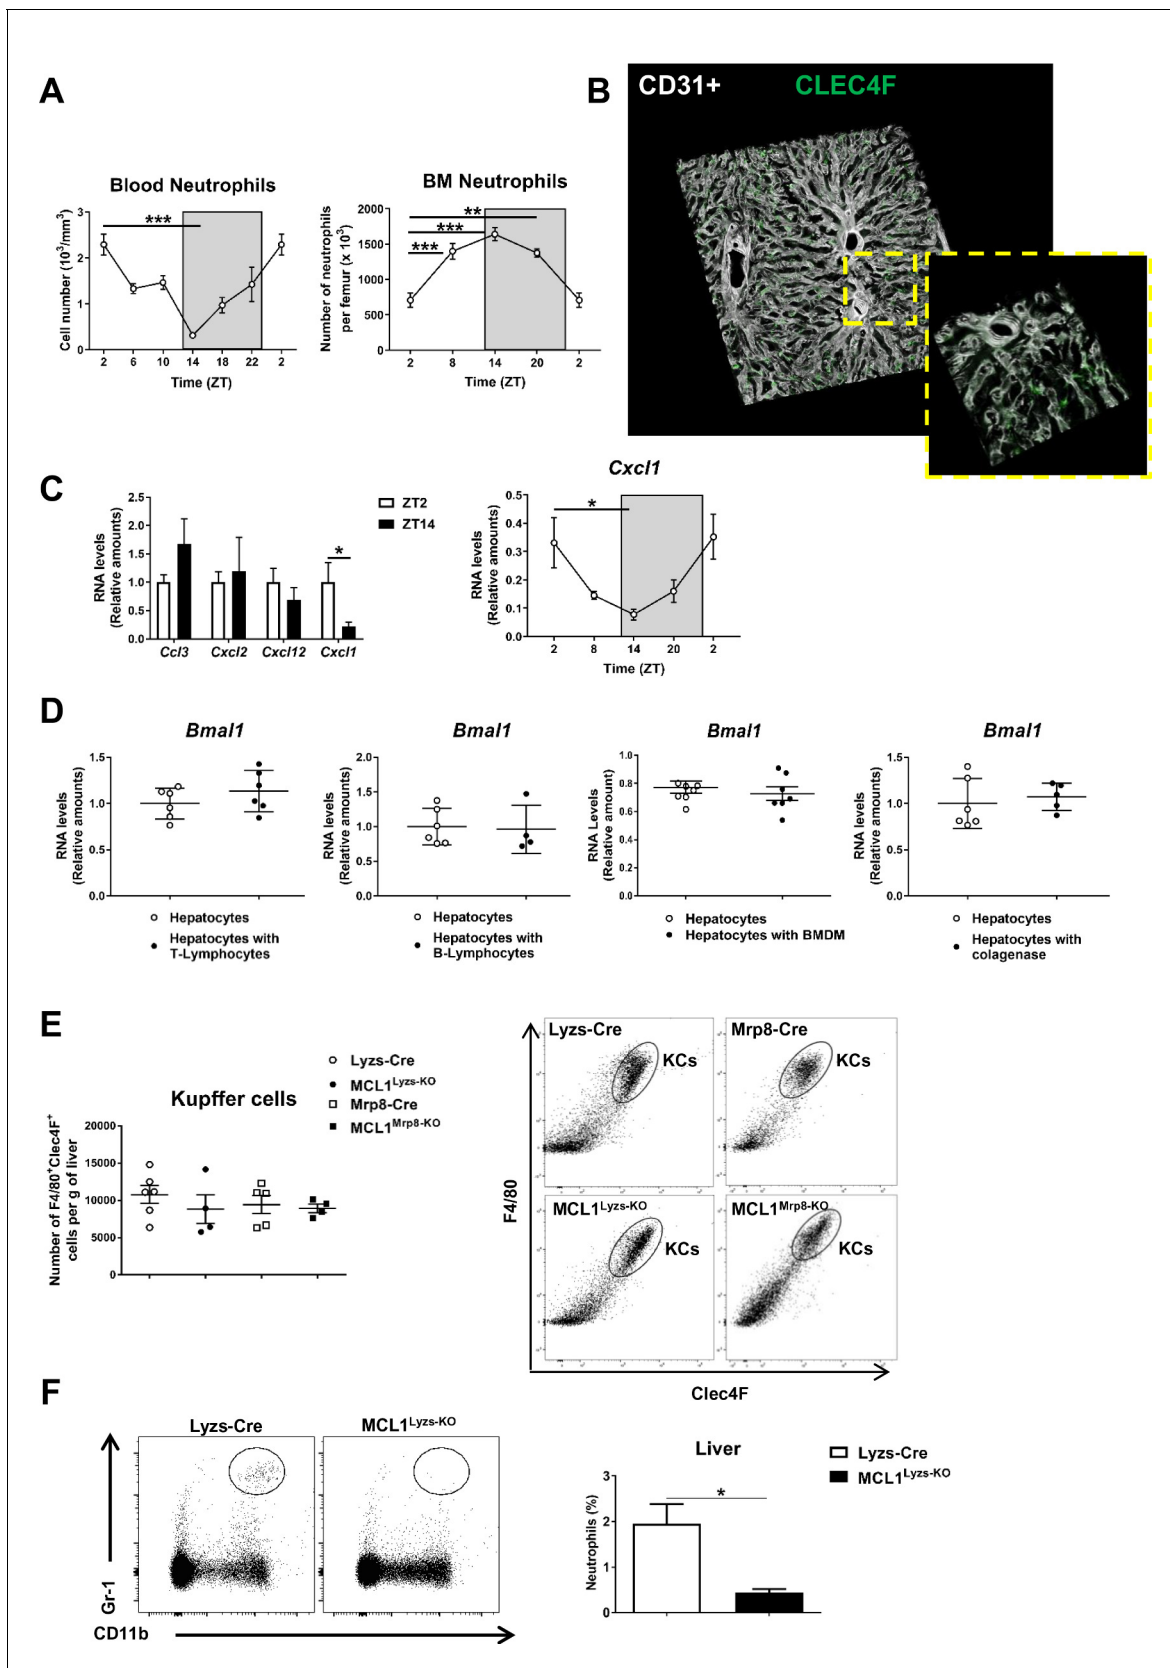 A
Blood Neutrophils
Cell number (10³/mm³)
3
2
1
0
***
2 6 10 14 18 22 2
Time (ZT)
BM Neutrophils
Number of neutrophils
per femur (x 10³)
2000
1500
1000
500
0
**
***
***
2 8 14 20 2
Time (ZT)
B
CD31+ CLEC4F
C
RNA levels
(Relative amounts)
2.5
2.0
1.5
1.0
0.5
0.0
*
Ccl3 Cxcl2 Cxcl12 Cxcl1
ZT2
ZT14
Cxcl1
RNA levels
(Relative amounts)
0.5
0.4
0.3
0.2
0.1
0.0
*
2 8 14 20 2
Time (ZT)
D
Bmal1
RNA levels
(Relative amounts)
1.5
1.0
0.5
0.0
Hepatocytes
Hepatocytes with
T-Lymphocytes
Bmal1
RNA levels
(Relative amounts)
2.0
1.5
1.0
0.5
0.0
Hepatocytes
Hepatocytes with
B-Lymphocytes
Bmal1
RNA Level
(Relative amount)
1.0
0.8
0.6
0.4
0.2
0.0
Hepatocytes
Hepatocytes with BMDM
Bmal1
RNA levels
(Relative amounts)
1.5
1.0
0.5
0.0
Hepatocytes
Hepatocytes with
colagenase
E
Lyzs-Cre
MCL1Lyzs-KO
Mrp8-Cre
MCL1Mrp8-KO
Kupffer cells
Number of F4/80⁺Clec4F⁺
cells per g of liver
20000
15000
10000
5000
0
F4/80
Lyzs-Cre
KCs
Mrp8-Cre
KCs
MCL1Lyzs-KO
KCs
MCL1Mrp8-KO
KCs
Clec4F
F
Lyzs-Cre
MCL1Lyzs-KO
Gr-1
CD11b
Liver
Neutrophils (%)
3
2
1
0
*
Lyzs-Cre
MCL1Lyzs-KO